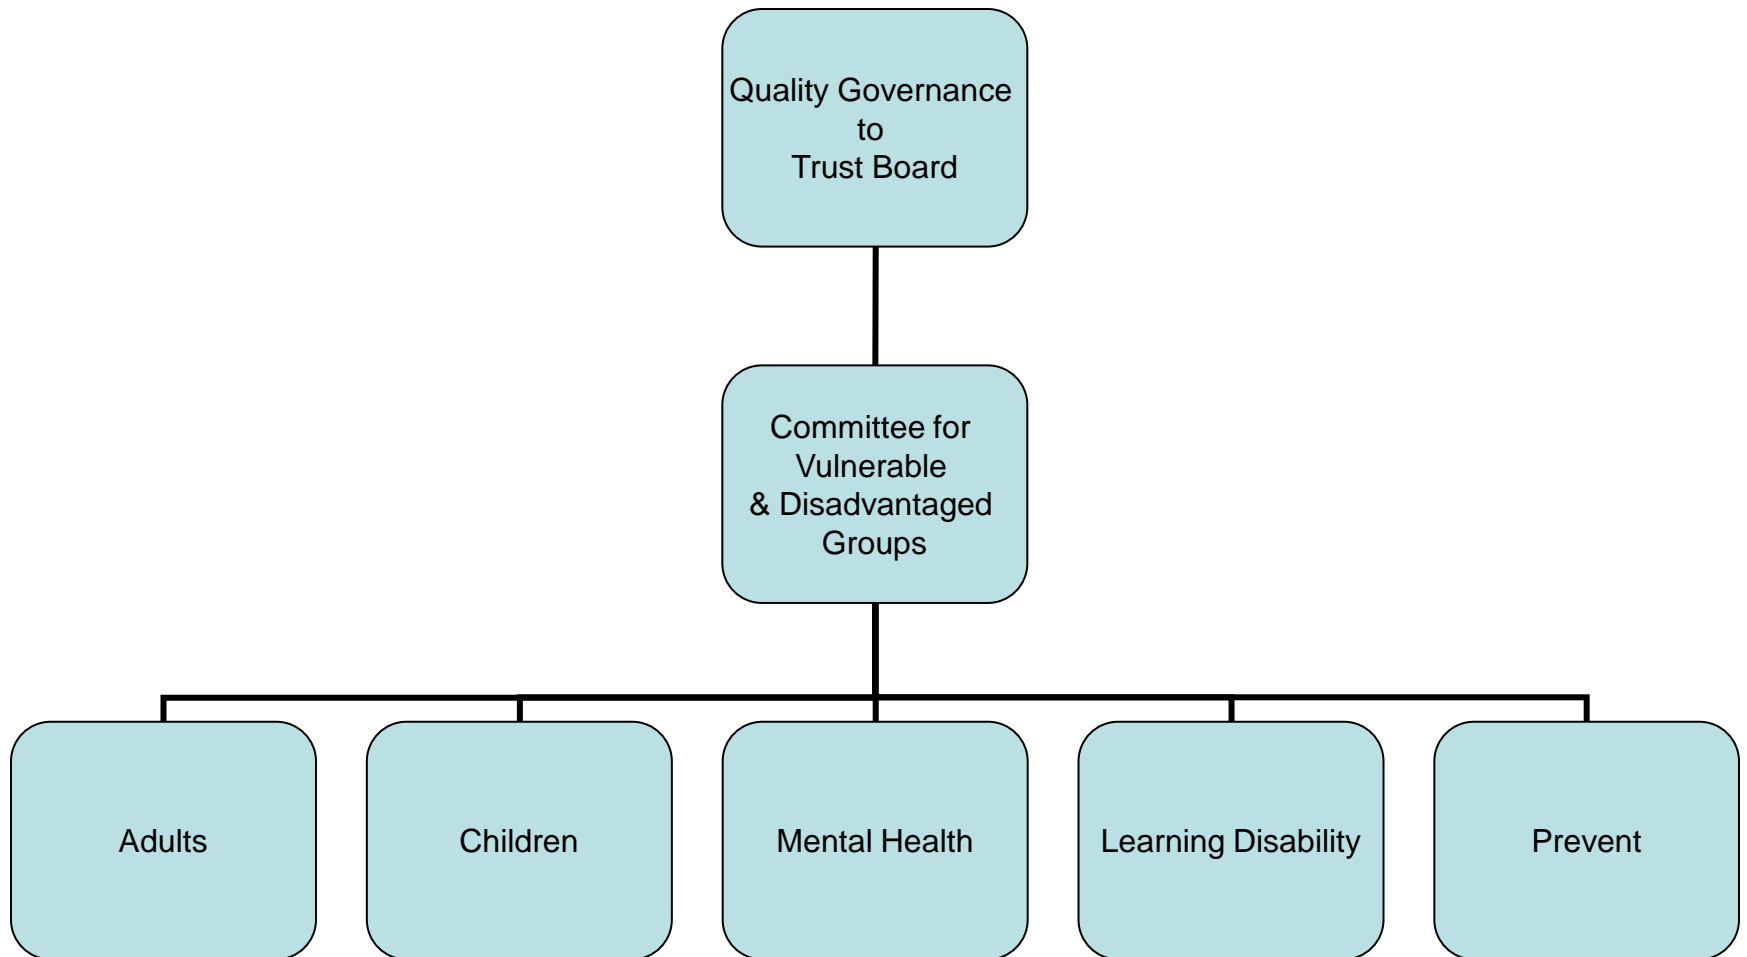 Quality Governance
to
Trust Board
Committee for
Vulnerable
& Disadvantaged
Groups
Adults
Children
Mental Health
Learning Disability
Prevent